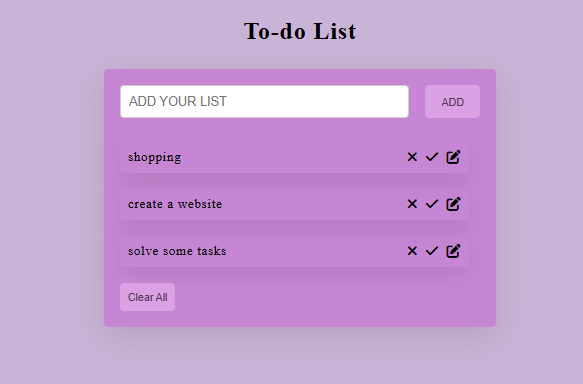 To-do List
ADD YOUR LIST
ADD
shopping
create a website
solve some tasks
Clear All